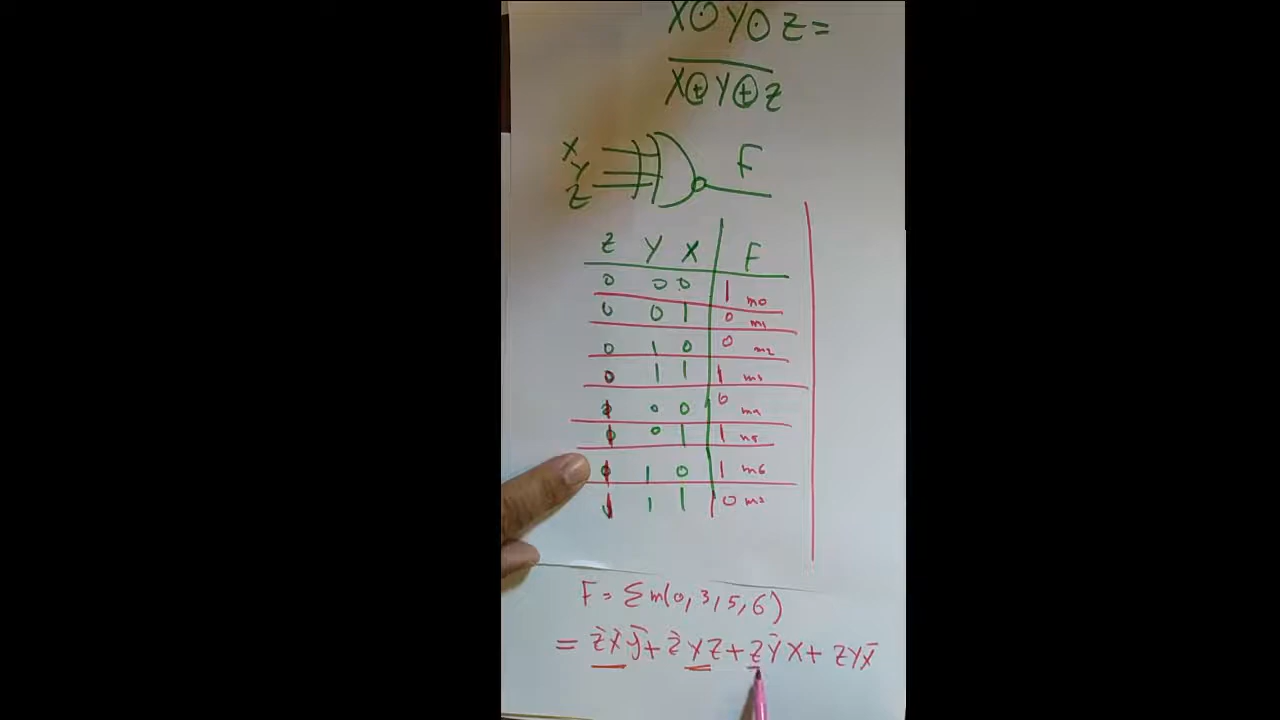 X⊙Y⊙Z=
X̅⊕̅Y̅⊕̅Z̅
X
Y
Z
F
Z Y X F
0 0 0 1 m0
0 0 1 0 m1
0 1 0 0 m2
0 1 1 1 m3
1 0 0 0 m4
1 0 1 1 m5
1 1 0 1 m6
1 1 1 0
F = Σm(0,3,5,6)
= Z̅X̅Y̅+Z̅YZ+ZY̅X+ZYX̅